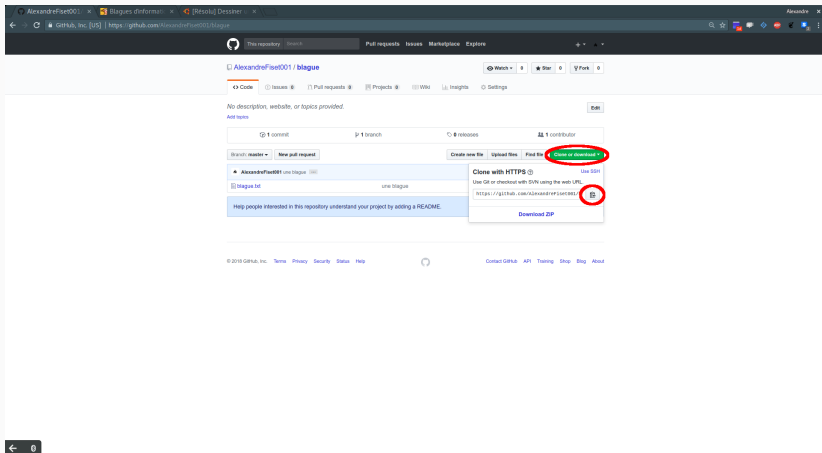 AlexandreFiset001 Blagues d'informati [Résolu] Dessiner Alexandre
GitHub, Inc. [US] | https://github.com/AlexandreFiset001/blague
This repository Search Pull requests Issues Marketplace Explore
AlexandreFiset001 / blague Watch 0 Star 0 Fork 0
Code Issues 0 Pull requests 0 Projects 0 Wiki Insights Settings
No description, website, or topics provided. Edit
Add topics
1 commit 1 branch 0 releases 1 contributor
Branch: master New pull request Create new file Upload files Find file Clone or download
AlexandreFiset001 une blague
Clone with HTTPS Use SSH
Use Git or checkout with SVN using the web URL.
blague.txt une blague
https://github.com/AlexandreFiset001/
Help people interested in this repository understand your project by adding a README.
Download ZIP
© 2018 GitHub, Inc. Terms Privacy Security Status Help Contact GitHub API Training Shop Blog About
0